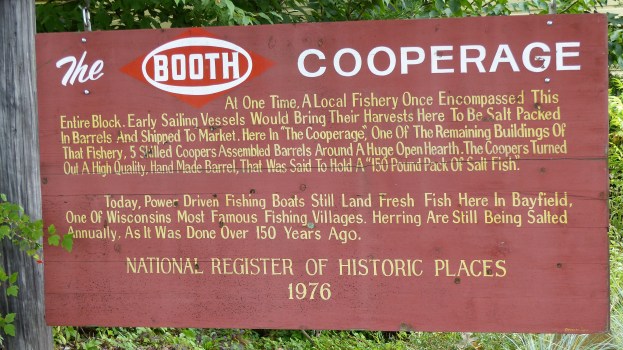 The BOOTH COOPERAGE
At One Time, A Local Fishery Once Encompassed This
Entire Block. Early Sailing Vessels Would Bring Their Harvests Here To Be Salt Packed
In Barrels And Shipped To Market. Here In "The Cooperage", One Of The Remaining Buildings Of
That Fishery, 5 Skilled Coopers Assembled Barrels Around A Huge Open Hearth. The Coopers Turned
Out A High Quality, Hand Made Barrel, That Was Said To Hold A "150 Pound Pack Of Salt Fish".
Today, Power Driven Fishing Boats Still Land Fresh Fish Here In Bayfield,
One Of Wisconsins Most Famous Fishing Villages. Herring Are Still Being Salted
Annually, As It Was Done Over 150 Years Ago.
NATIONAL REGISTER OF HISTORIC PLACES
1976